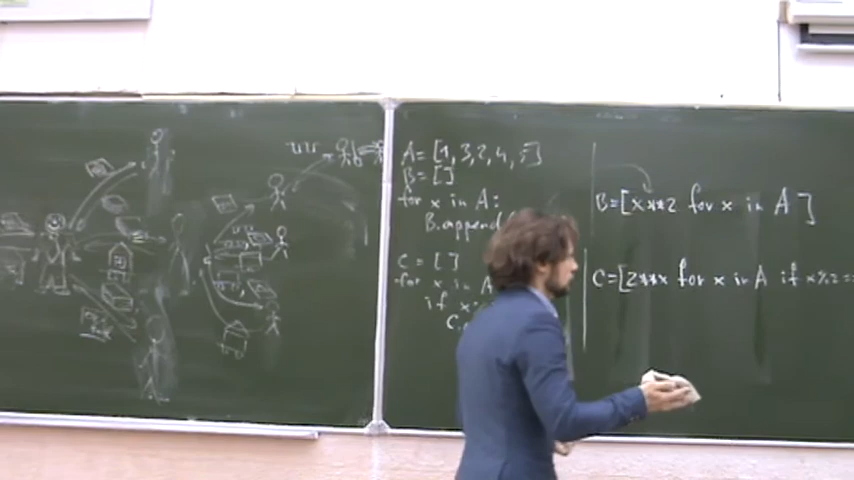 A=[1,3,2,4,5]
B=[]
for x in A:
B.append
C=[]
for x in A
if x
C.
B=[x**2 for x in A]
C=[2**x for x in A if x%2==